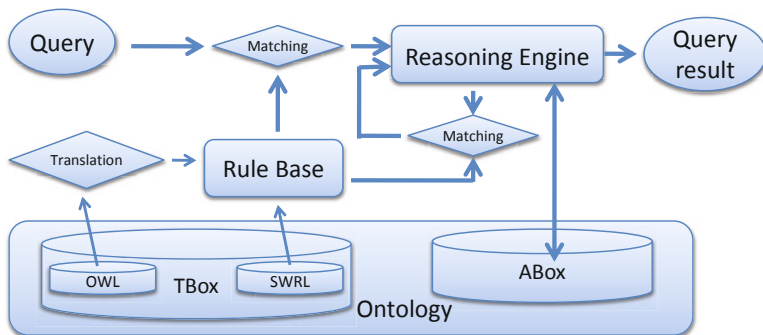 Query
Matching
Reasoning Engine
Query
result
Translation
Rule Base
Matching
OWL
TBox
SWRL
ABox
Ontology